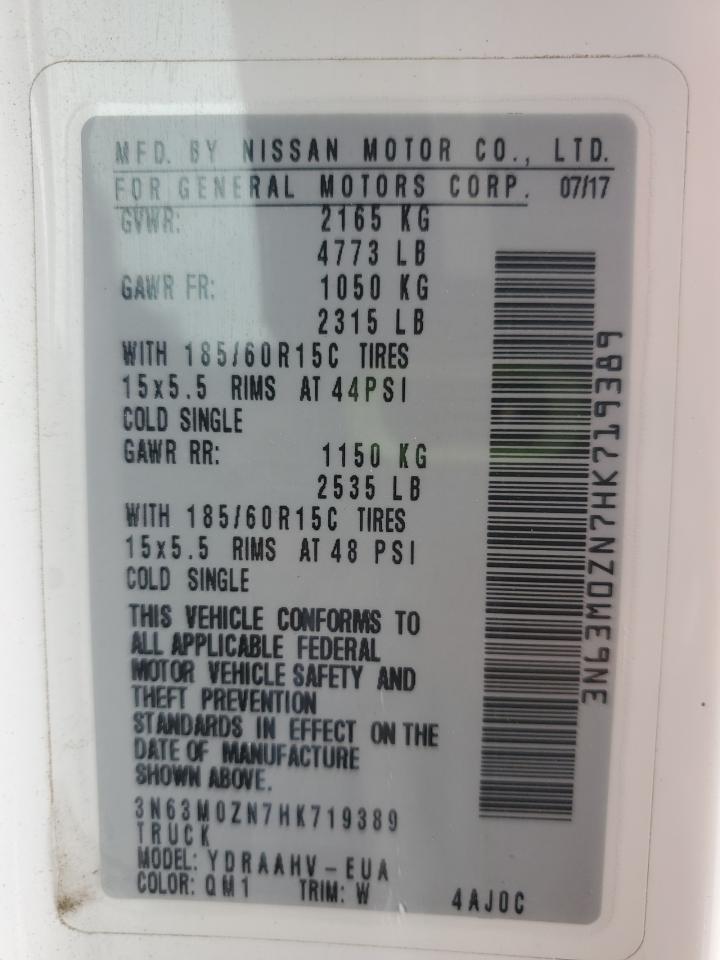 MFD. BY NISSAN MOTOR CO., LTD.
FOR GENERAL MOTORS CORP. 07/17
GVWR: 2165 KG
4773 LB
GAWR FR: 1050 KG
2315 LB
WITH 185/60R15C TIRES
15x5.5 RIMS AT 44PSI
COLD SINGLE
GAWR RR: 1150 KG
2535 LB
WITH 185/60R15C TIRES
15x5.5 RIMS AT 48 PSI
COLD SINGLE
THIS VEHICLE CONFORMS TO
ALL APPLICABLE FEDERAL
MOTOR VEHICLE SAFETY AND
THEFT PREVENTION
STANDARDS IN EFFECT ON THE
DATE OF MANUFACTURE
SHOWN ABOVE.
3N63M0ZN7HK719389
TRUCK
MODEL: YDRAAHV-EUA
COLOR: QM1 TRIM: W 4AJ0C
3N63M0ZN7HK719389